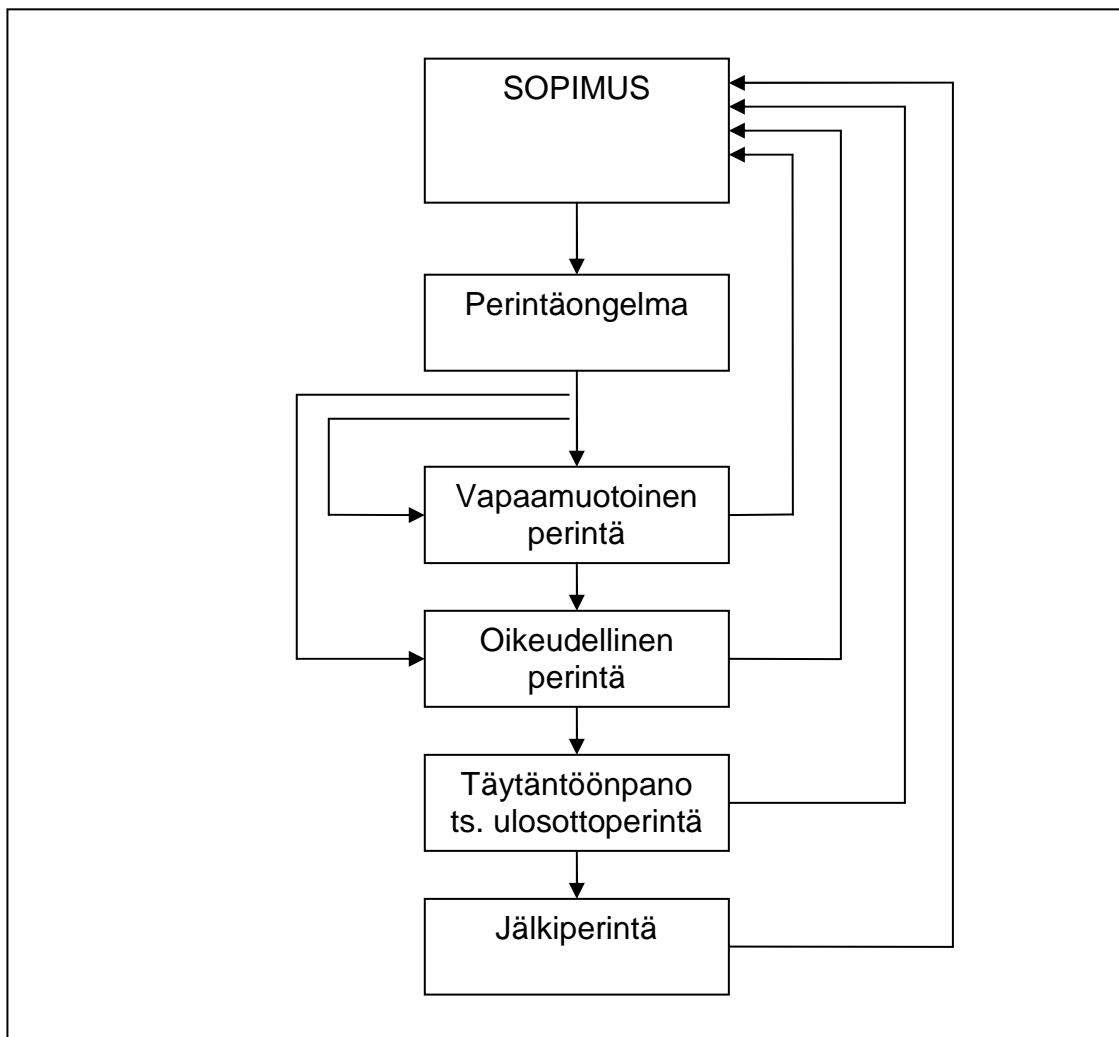 SOPIMUS
Perintäongelma
Vapaamuotoinen
perintä
Oikeudellinen
perintä
Täytäntöönpano
ts. ulosottoperintä
Jälkiperintä